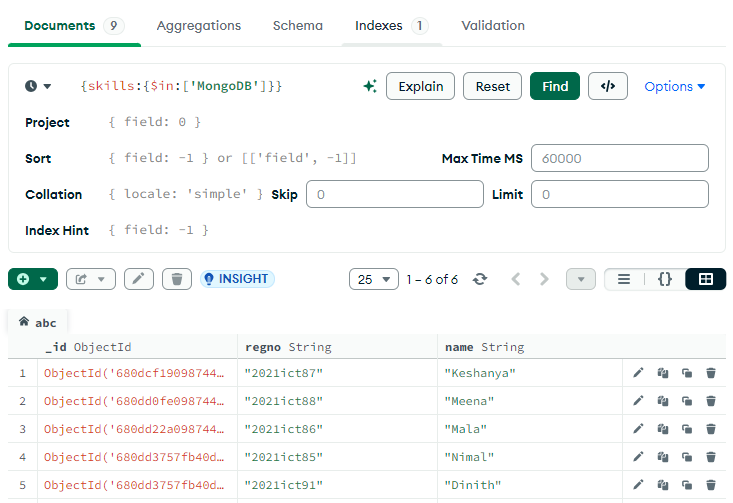 Documents 9 Aggregations Schema Indexes 1 Validation
{skills:{$in:['MongoDB']}} Explain Reset Find </> Options
Project { field: 0 }
Sort { field: -1 } or [['field', -1]] Max Time MS 60000
Collation { locale: 'simple' } Skip 0 Limit 0
Index Hint { field: -1 }
INSIGHT 25 1 – 6 of 6 {}
abc
_id ObjectId regno String name String
1 ObjectId('680dcf19098744... "2021ict87" "Keshanya"
2 ObjectId('680dd0fe098744... "2021ict88" "Meena"
3 ObjectId('680dd22a098744... "2021ict86" "Mala"
4 ObjectId('680dd3757fb40d... "2021ict85" "Nimal"
5 ObjectId('680dd3757fb40d... "2021ict91" "Dinith"